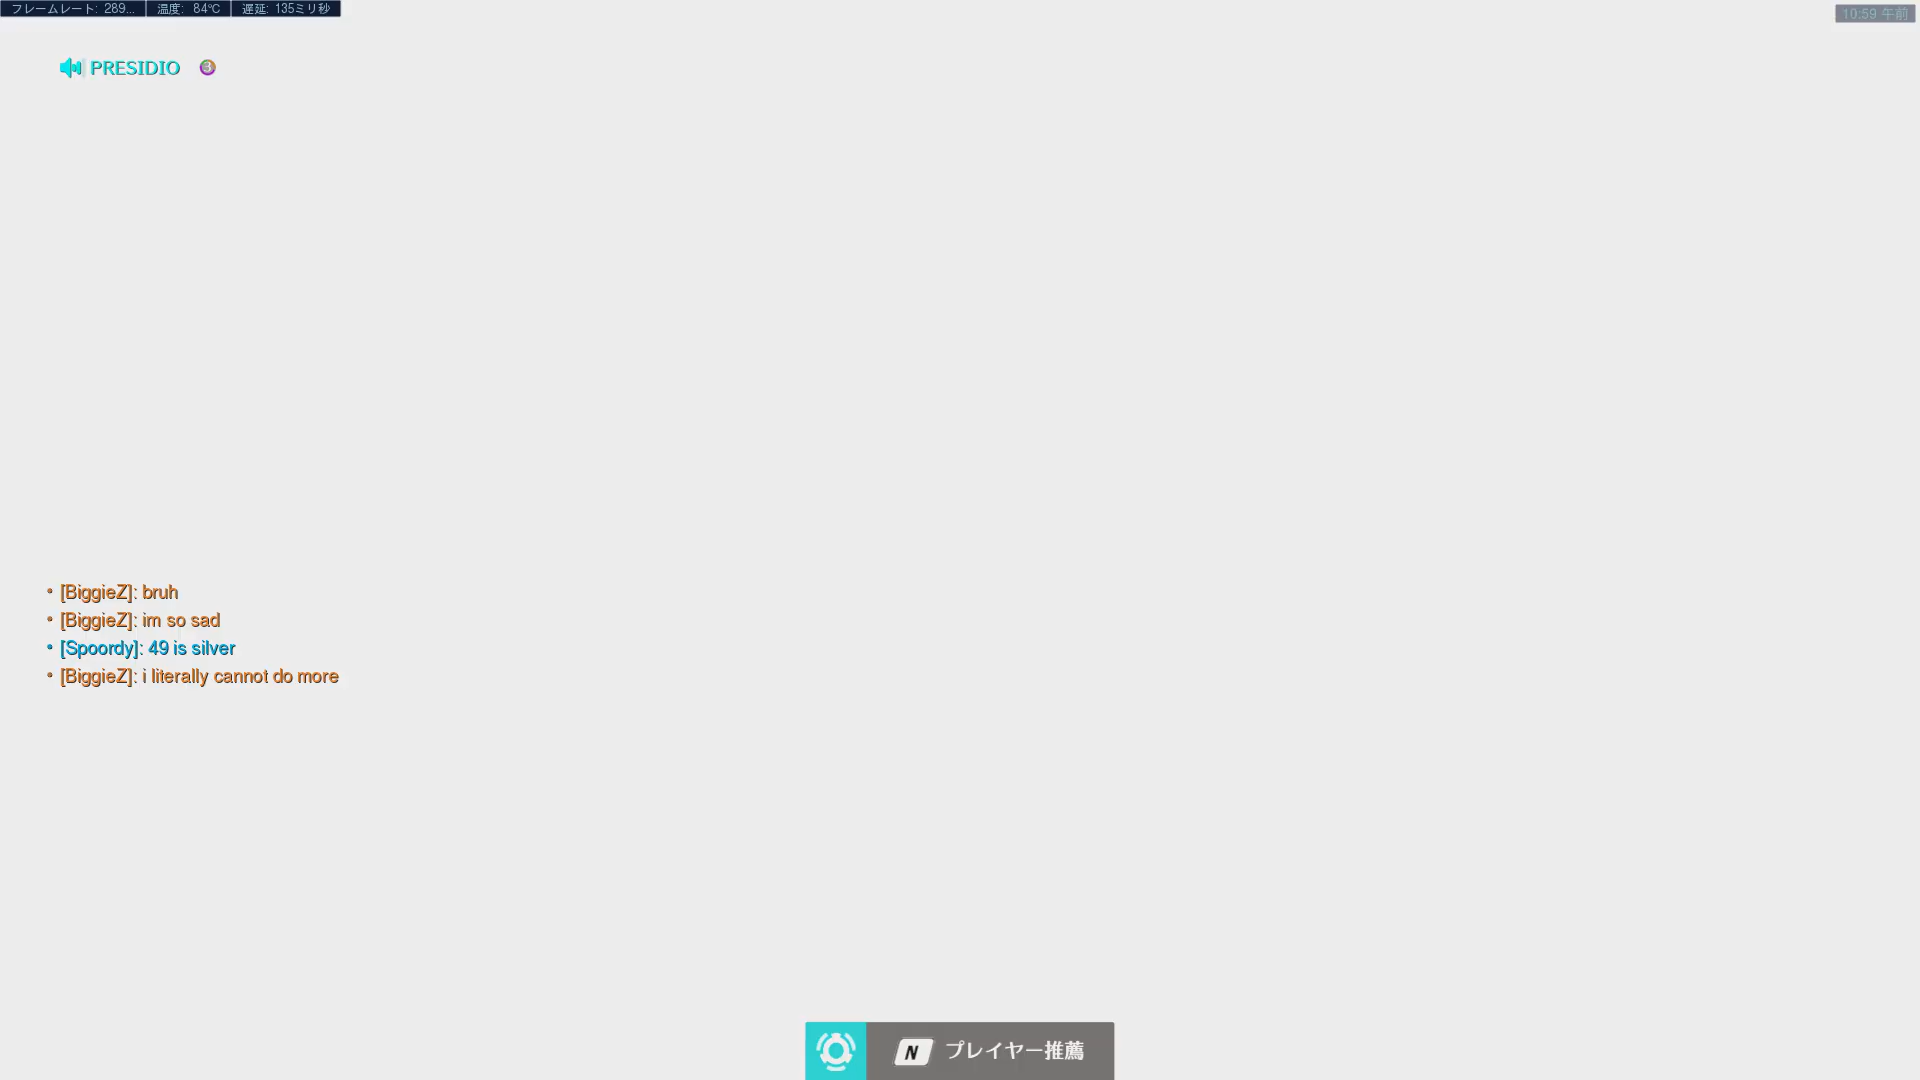 フレームレート: 289... 温度: 84°C 遅延: 135ミリ秒
10:59 午前
PRESIDIO 3
• [BiggieZ]: bruh
• [BiggieZ]: im so sad
• [Spoordy]: 49 is silver
• [BiggieZ]: i literally cannot do more
N プレイヤー推薦